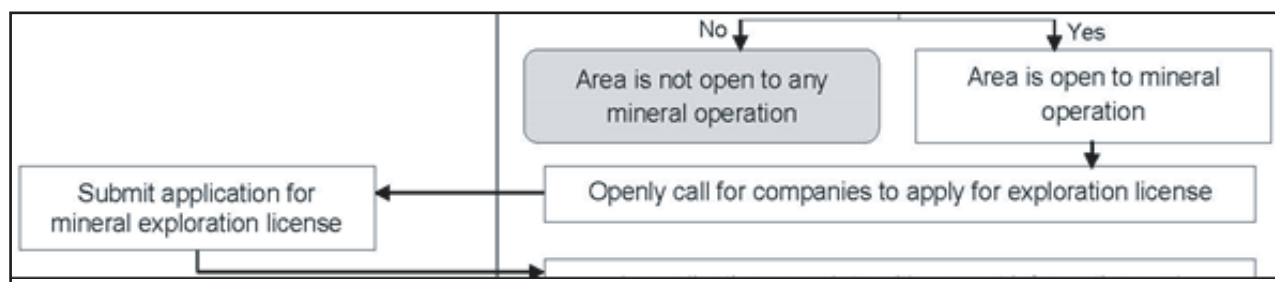 No
Yes
Area is not open to any
mineral operation
Area is open to mineral
operation
Openly call for companies to apply for exploration license
Submit application for
mineral exploration license